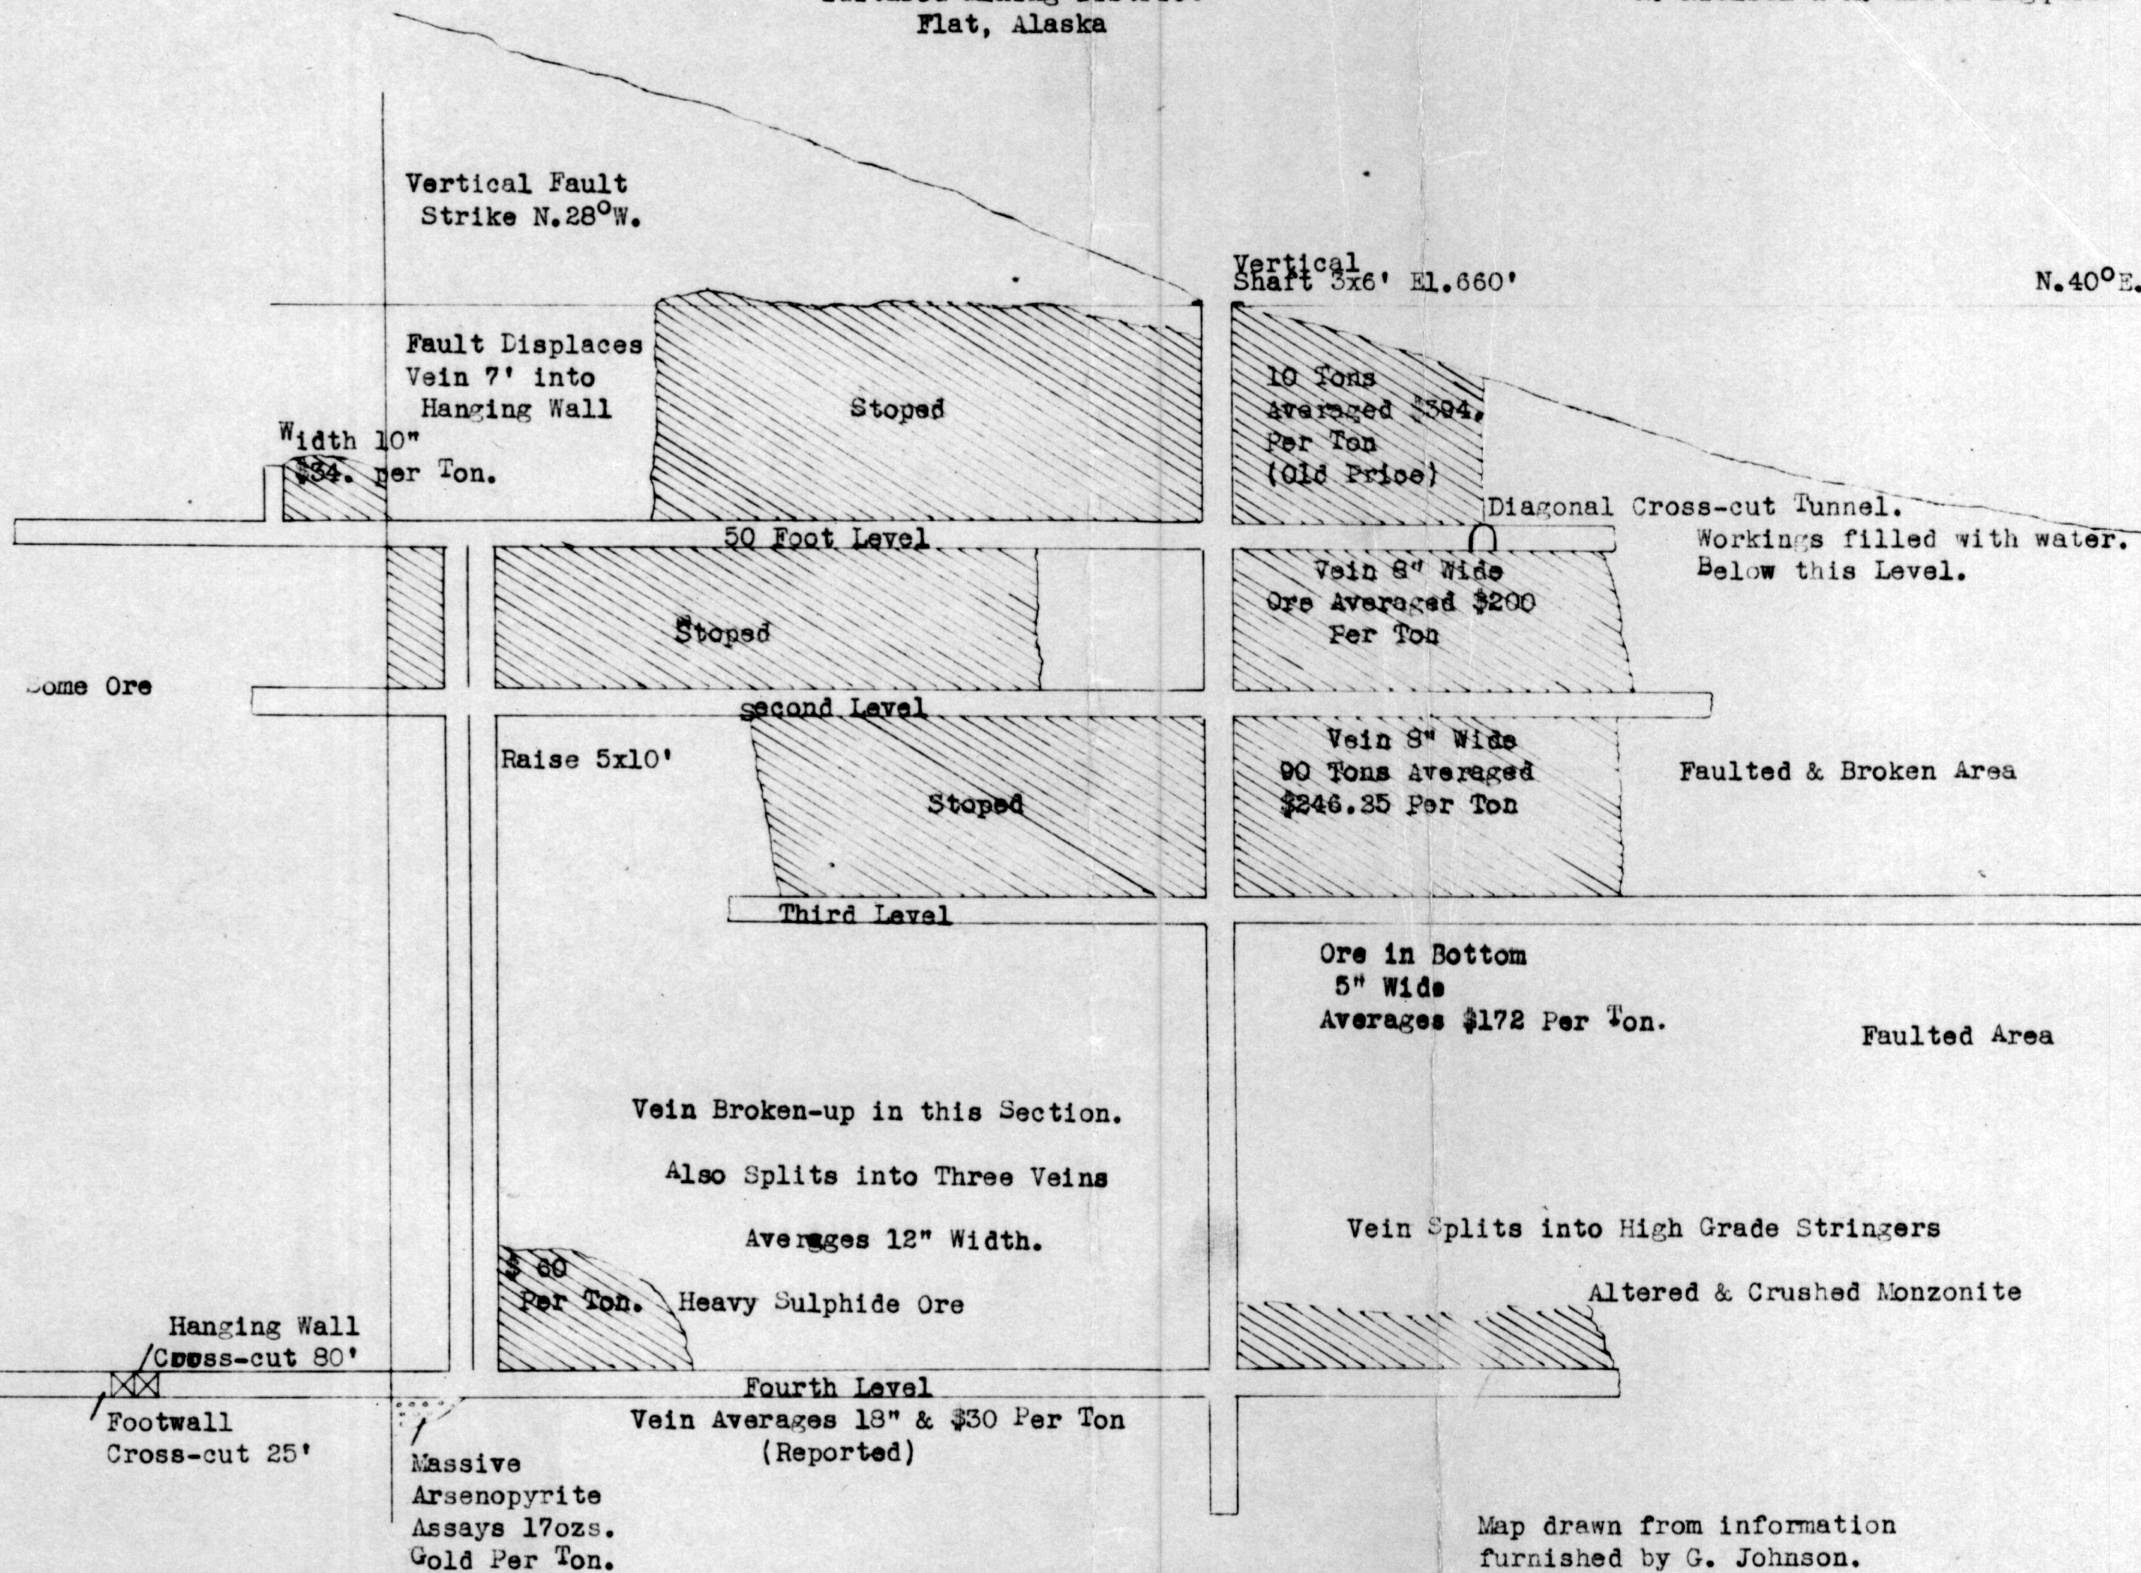 Mining District
Flat, Alaska
Vertical Fault
Strike N.28°W.
Vertical
Shaft 3x6' El.660'
N.40°E.
Fault Displaces
Vein 7' into
Hanging Wall
Width 10"
$34. per Ton.
Stoped
10 Tons
Averaged $394.
Per Ton
(Old Price)
Diagonal Cross-cut Tunnel.
Workings filled with water.
Below this Level.
50 Foot Level
Vein 8" Wide
Ore Averaged $200
Per Ton
Stoped
Some Ore
Second Level
Raise 5x10'
Vein 8" Wide
90 Tons Averaged
$246.35 Per Ton
Faulted & Broken Area
Stoped
Third Level
Ore in Bottom
5" Wide
Averages $172 Per Ton.
Faulted Area
Vein Broken-up in this Section.
Also Splits into Three Veins
Averages 12" Width.
Heavy Sulphide Ore
$ 60
Per Ton.
Vein Splits into High Grade Stringers
Altered & Crushed Monzonite
Hanging Wall
Cross-cut 80'
Fourth Level
Footwall
Cross-cut 25'
Vein Averages 18" & $30 Per Ton
(Reported)
Massive
Arsenopyrite
Assays 17ozs.
Gold Per Ton.
Map drawn from information
furnished by G. Johnson.